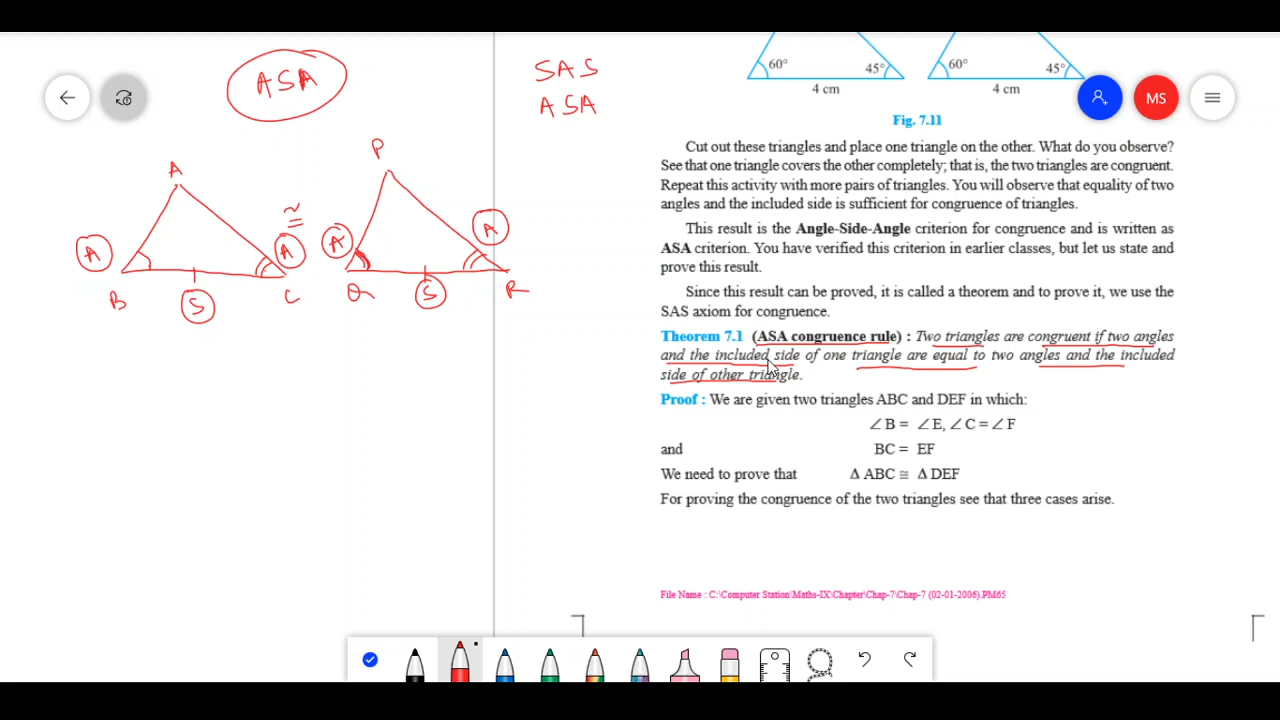 ASA
A
A
A
B
S
C
≅
P
A
A
Q
S
R
SAS
ASA
60°
45°
4 cm
60°
45°
4 cm
MS
Fig. 7.11
Cut out these triangles and place one triangle on the other. What do you observe?
See that one triangle covers the other completely; that is, the two triangles are congruent.
Repeat this activity with more pairs of triangles. You will observe that equality of two
angles and the included side is sufficient for congruence of triangles.
This result is the Angle-Side-Angle criterion for congruence and is written as
ASA criterion. You have verified this criterion in earlier classes, but let us state and
prove this result.
Since this result can be proved, it is called a theorem and to prove it, we use the
SAS axiom for congruence.
Theorem 7.1 (ASA congruence rule) : Two triangles are congruent if two angles
and the included side of one triangle are equal to two angles and the included
side of other triangle.
Proof : We are given two triangles ABC and DEF in which:
∠B = ∠E, ∠C = ∠F
and BC = EF
We need to prove that Δ ABC ≅ Δ DEF
For proving the congruence of the two triangles see that three cases arise.
File Name : C:\Computer Station\Maths-IX\Chapter\Chap-7\Chap-7 (02-01-2006).PM65